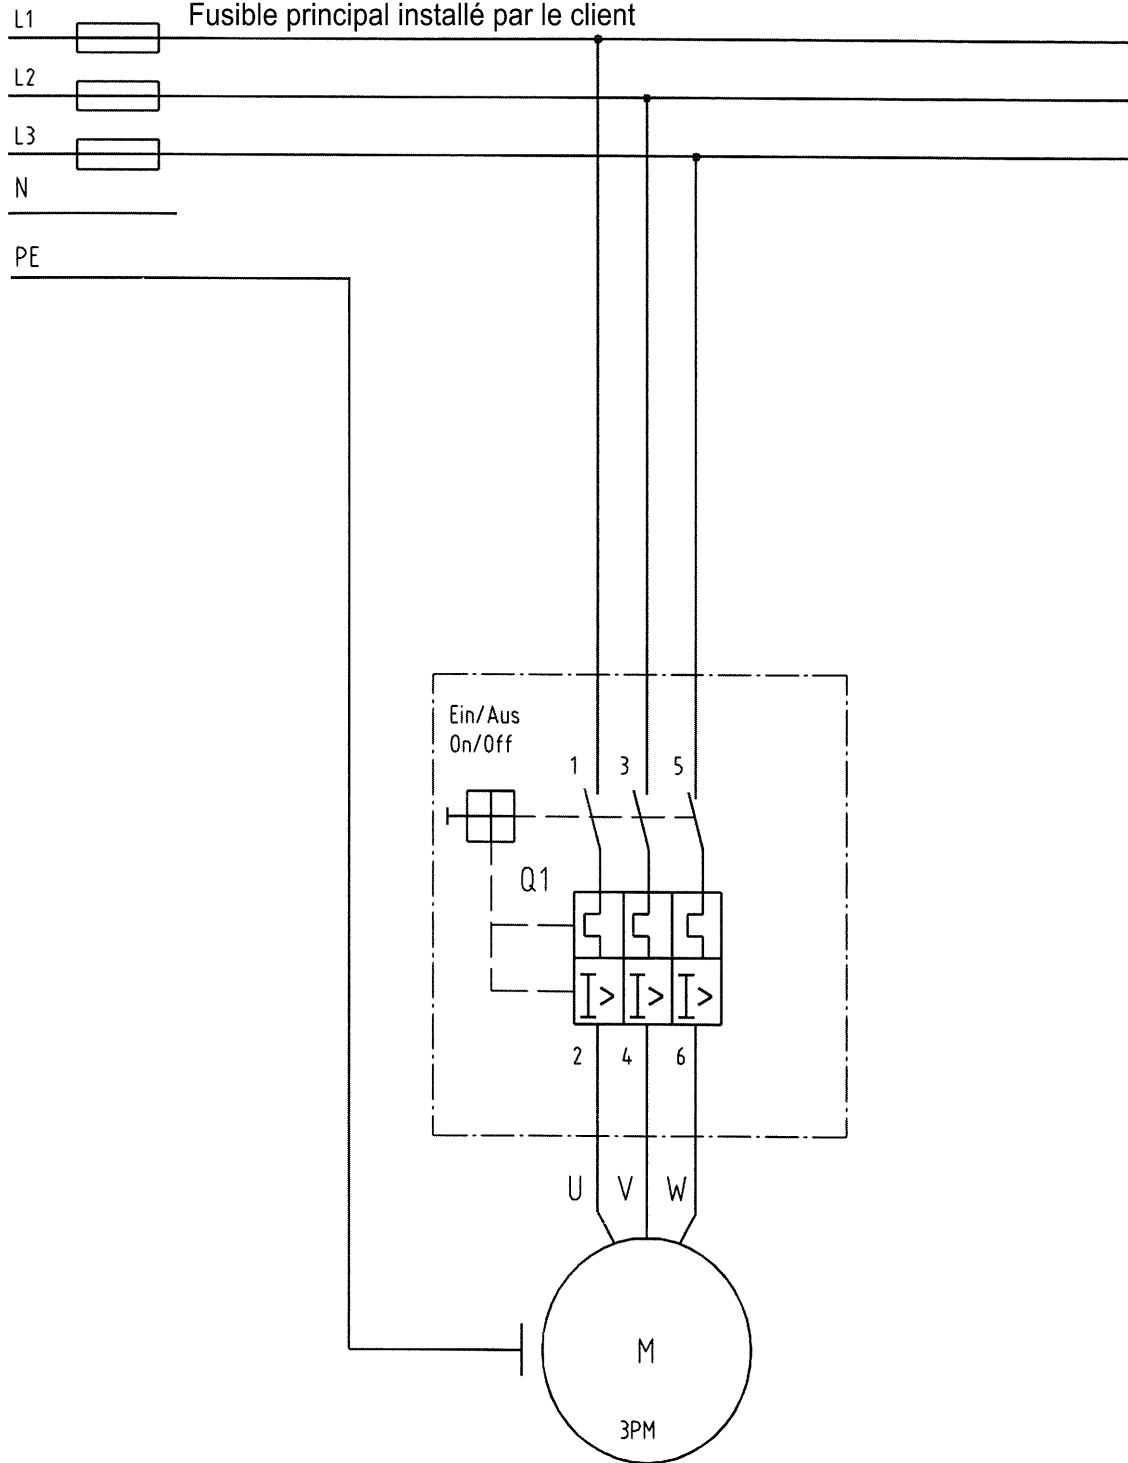 L1 Fusible principal installé par le client
L2
L3
N
PE
Ein/Aus
On/Off
1 3 5
Q1
I> I> I>
2 4 6
U V W
M
3PM